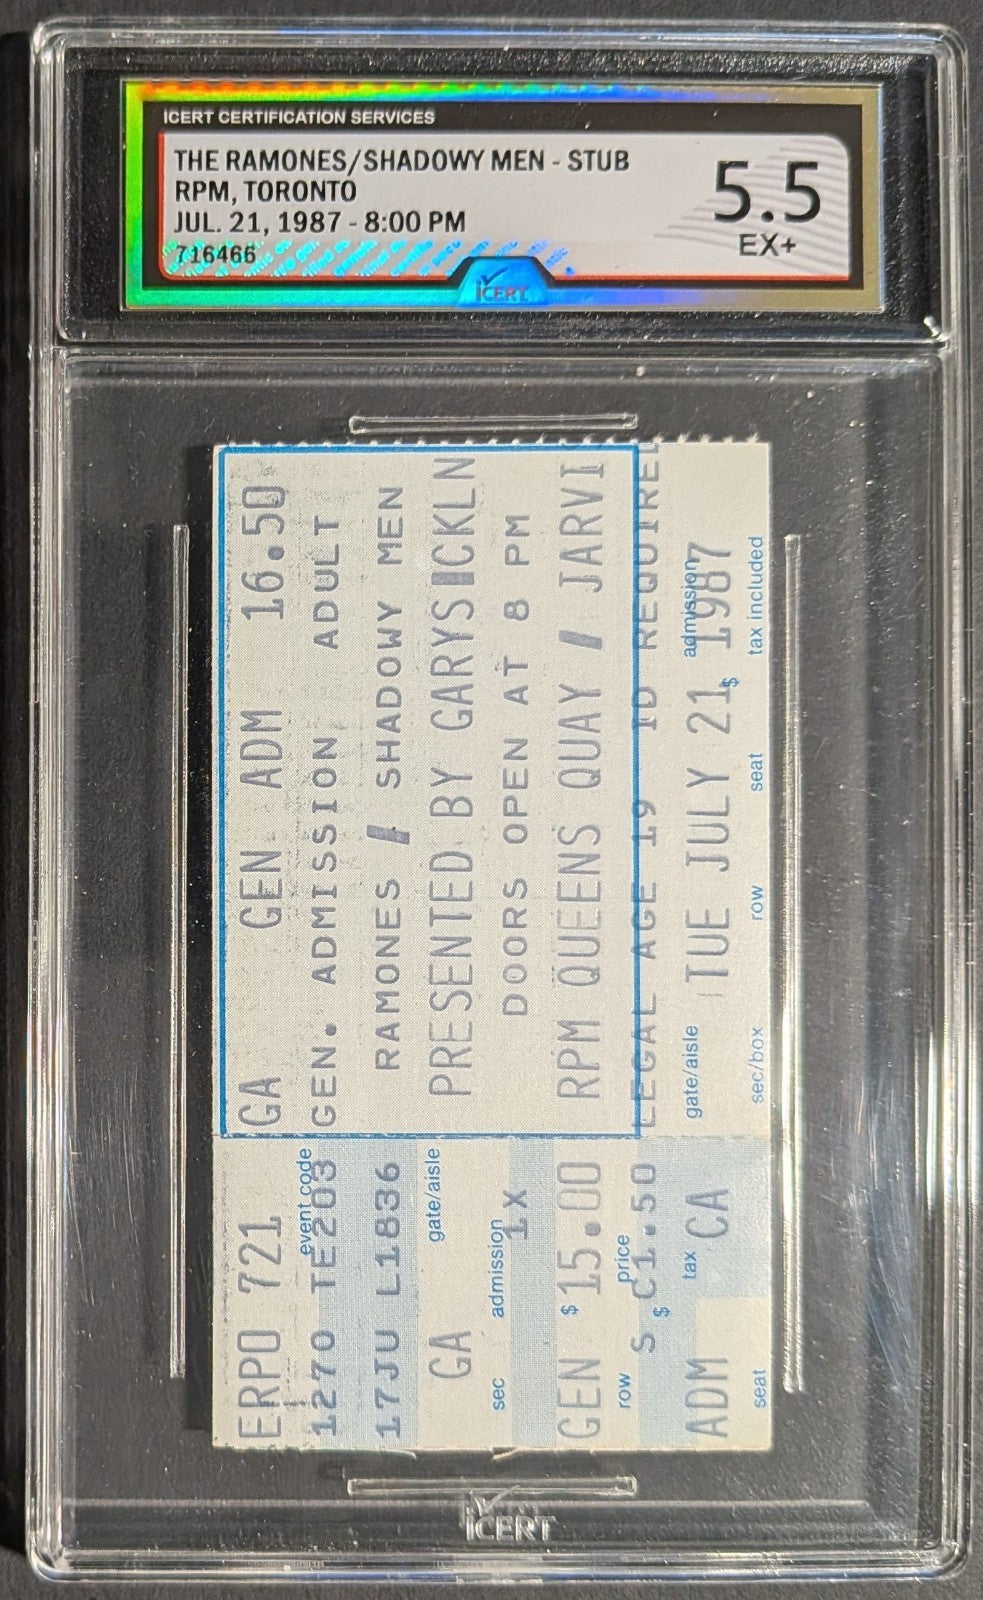 ICERT CERTIFICATION SERVICES
THE RAMONES/SHADOWY MEN - STUB
RPM, TORONTO
JUL. 21, 1987 - 8:00 PM
716466
5.5
EX+
iCERT
GA GEN ADM 16.50
GEN. ADMISSION ADULT
RAMONES / SHADOWY MEN
PRESENTED BY GARYS CKLN
DOORS OPEN AT 8 PM
RPM QUEENS QUAY / JARVI
LEGAL AGE 19 ID REQUIRED
gate/aisle admission
TUE JULY 21 1987
$
sec/box row seat tax included
ERPO 721
event code
1270 TE203
17JU L1836
gate/aisle
GA
sec admission
1X
GEN $ 15.00
row price
S C1.50
$ tax
ADM CA
seat
iCERT